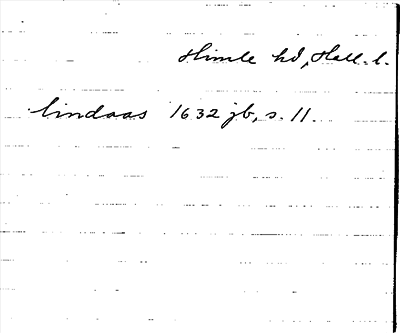 Himle hd, Hall. l.
Lindaas 1632 jb, s. 11.